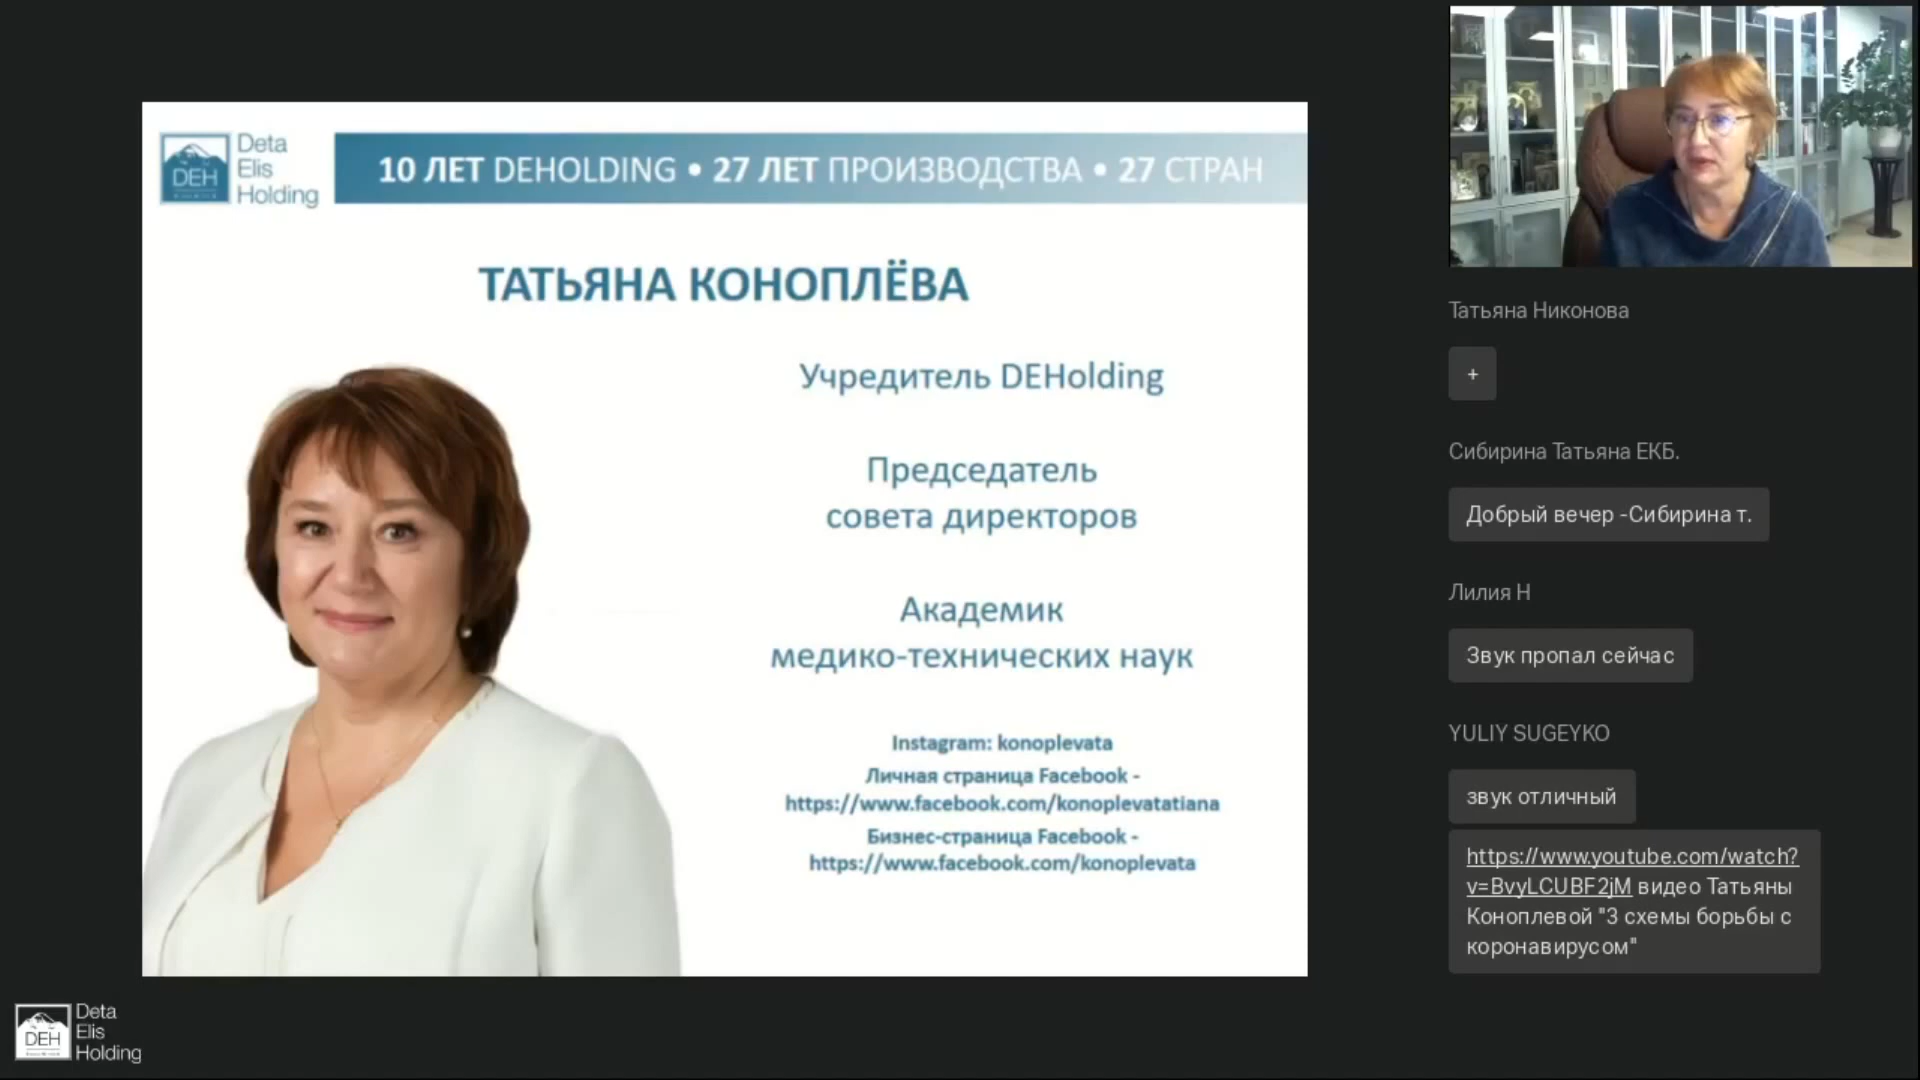 Deta
Elis
Holding
DEH
10 ЛЕТ DEHOLDING • 27 ЛЕТ ПРОИЗВОДСТВА • 27 СТРАН
ТАТЬЯНА КОНОПЛЁВА
Учредитель DEHolding
Председатель
совета директоров
Академик
медико-технических наук
Instagram: konoplevata
Личная страница Facebook -
https://www.facebook.com/konoplevatatiana
Бизнес-страница Facebook -
https://www.facebook.com/konoplevata
Татьяна Никонова
+
Сибирина Татьяна ЕКБ.
Добрый вечер -Сибирина т.
Лилия Н
Звук пропал сейчас
YULIY SUGEYKO
звук отличный
https://www.youtube.com/watch?
v=BvyLCUBF2jM видео Татьяны
Коноплевой "3 схемы борьбы с
коронавирусом"
DEH
Deta
Elis
Holding